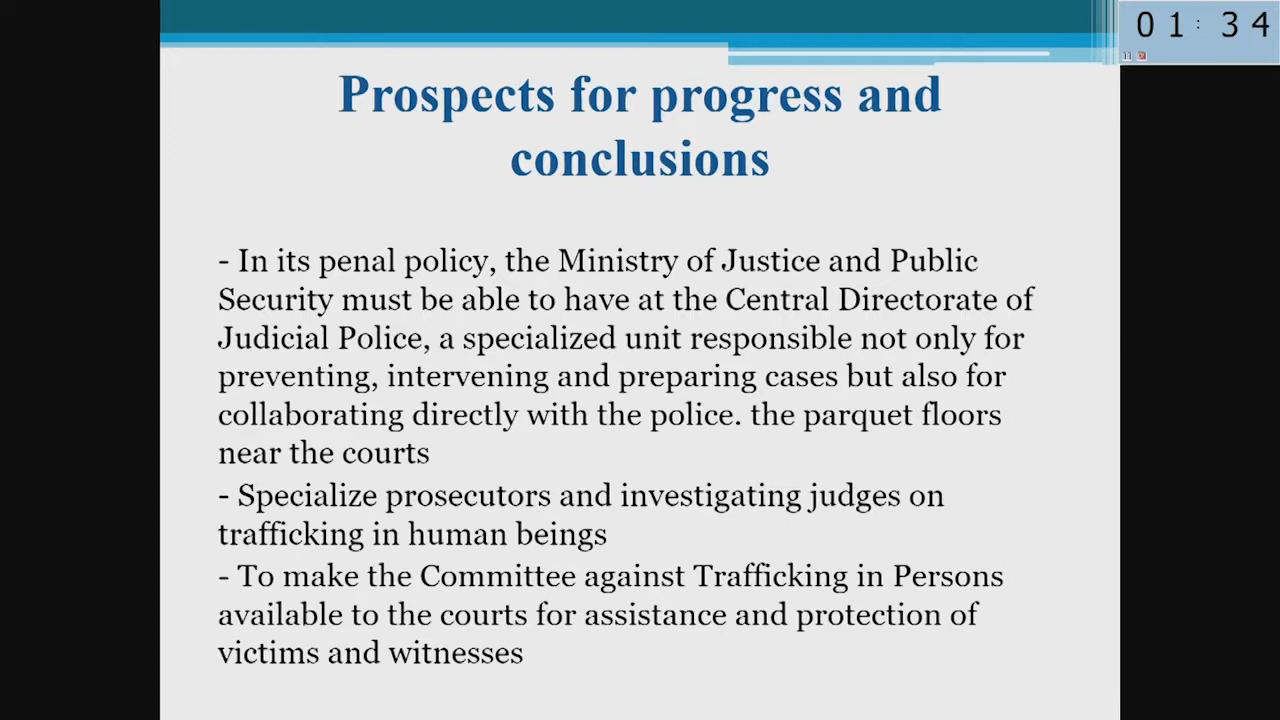 01:34
Prospects for progress and
conclusions
- In its penal policy, the Ministry of Justice and Public
Security must be able to have at the Central Directorate of
Judicial Police, a specialized unit responsible not only for
preventing, intervening and preparing cases but also for
collaborating directly with the police. the parquet floors
near the courts
- Specialize prosecutors and investigating judges on
trafficking in human beings
- To make the Committee against Trafficking in Persons
available to the courts for assistance and protection of
victims and witnesses